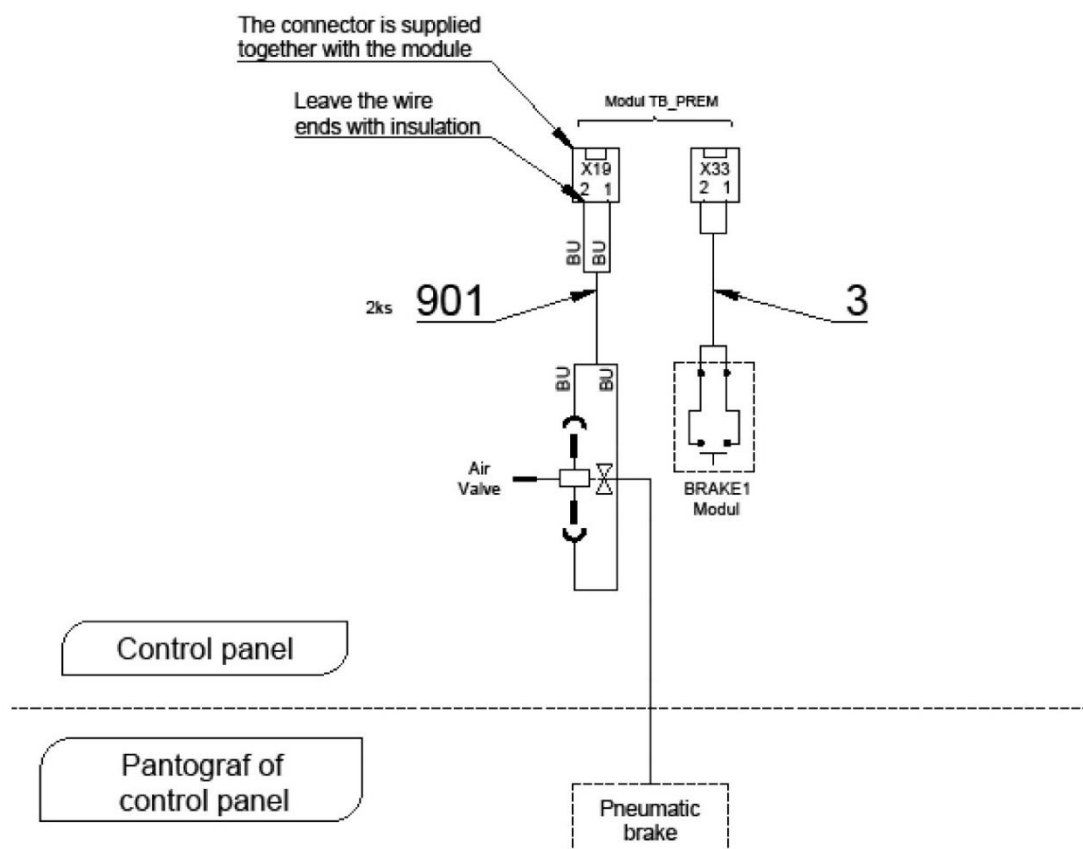 The connector is supplied
together with the module
Leave the wire
ends with insulation
Modul TB_PREM
X19
2 1
X33
2 1
BU
BU
2ks
901
3
BU
BU
Air
Valve
BRAKE1
Modul
Control panel
Pantograf of
control panel
Pneumatic
brake